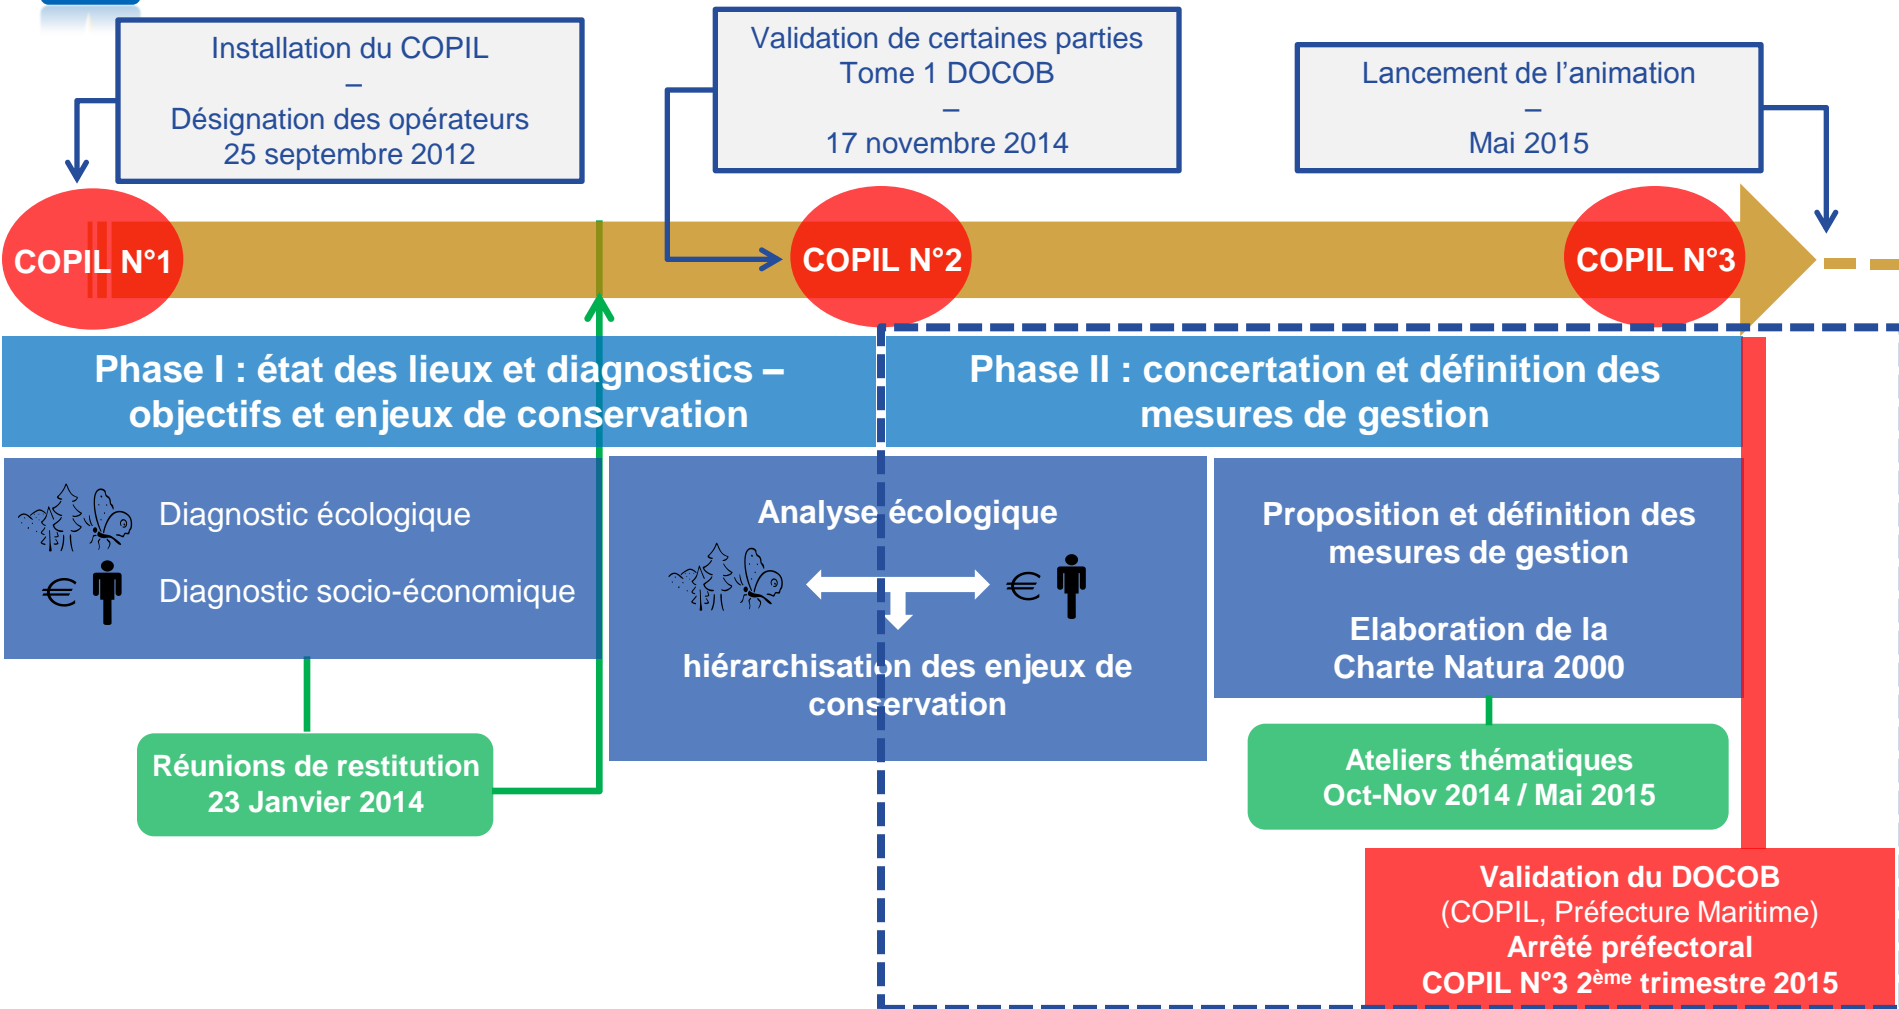 Installation du COPIL
–
Désignation des opérateurs
25 septembre 2012
Validation de certaines parties
Tome 1 DOCOB
–
17 novembre 2014
Lancement de l'animation
–
Mai 2015
COPIL N°1
COPIL N°2
COPIL N°3
Phase I : état des lieux et diagnostics –
objectifs et enjeux de conservation
Phase II : concertation et définition des
mesures de gestion
Diagnostic écologique
€ Diagnostic socio-économique
Analyse écologique
€
hiérarchisation des enjeux de
conservation
Proposition et définition des
mesures de gestion
Elaboration de la
Charte Natura 2000
Réunions de restitution
23 Janvier 2014
Ateliers thématiques
Oct-Nov 2014 / Mai 2015
Validation du DOCOB
(COPIL, Préfecture Maritime)
Arrêté préfectoral
COPIL N°3 2ème trimestre 2015